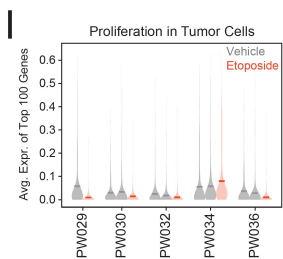 I
Proliferation in Tumor Cells
Vehicle
Etoposide
Avg. Expr. of Top 100 Genes
0.6
0.5
0.4
0.3
0.2
0.1
0.0
PW029
PW030
PW032
PW034
PW036